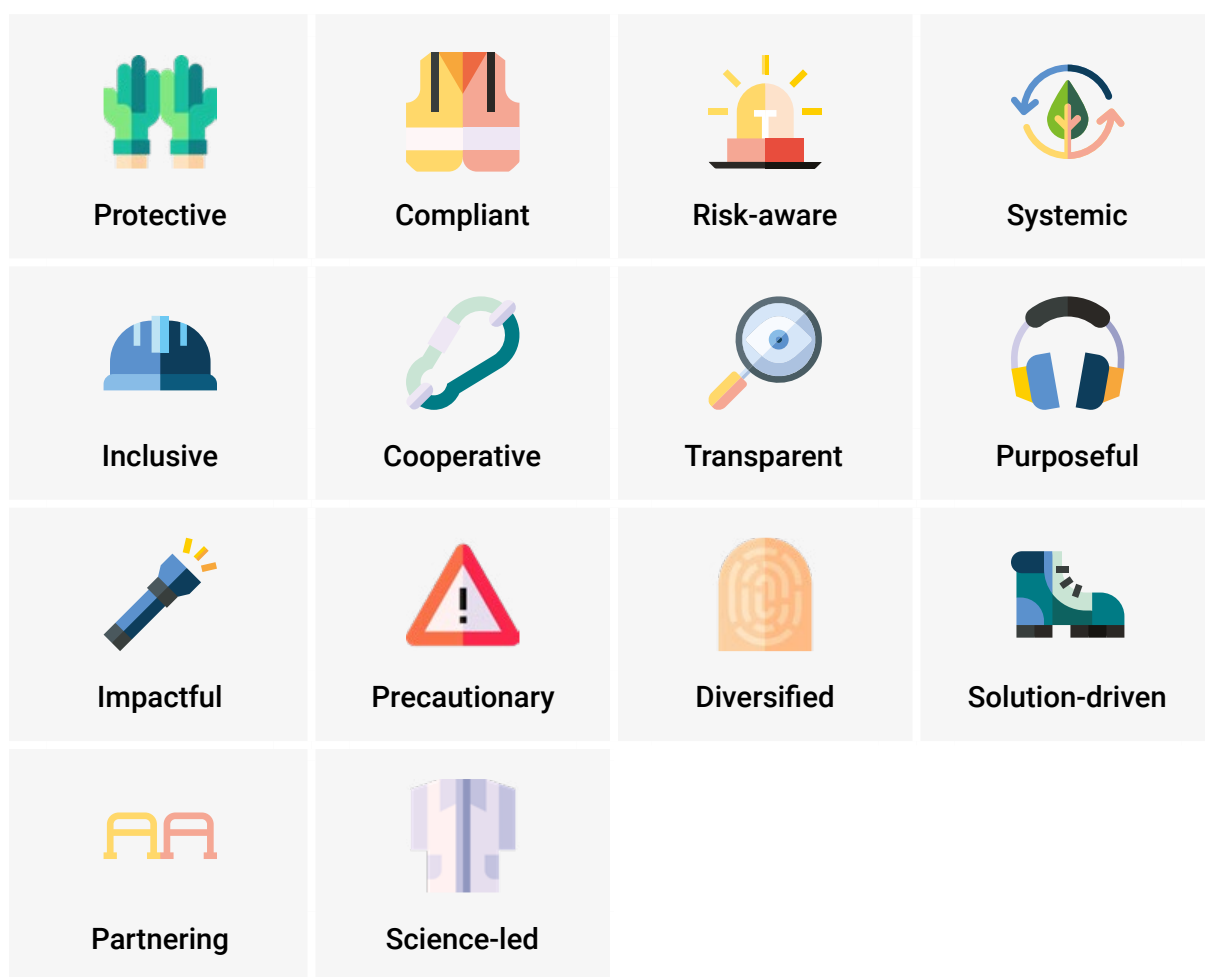 Protective
Compliant
Risk-aware
Systemic
Inclusive
Cooperative
Transparent
Purposeful
Impactful
Precautionary
Diversified
Solution-driven
Partnering
Science-led